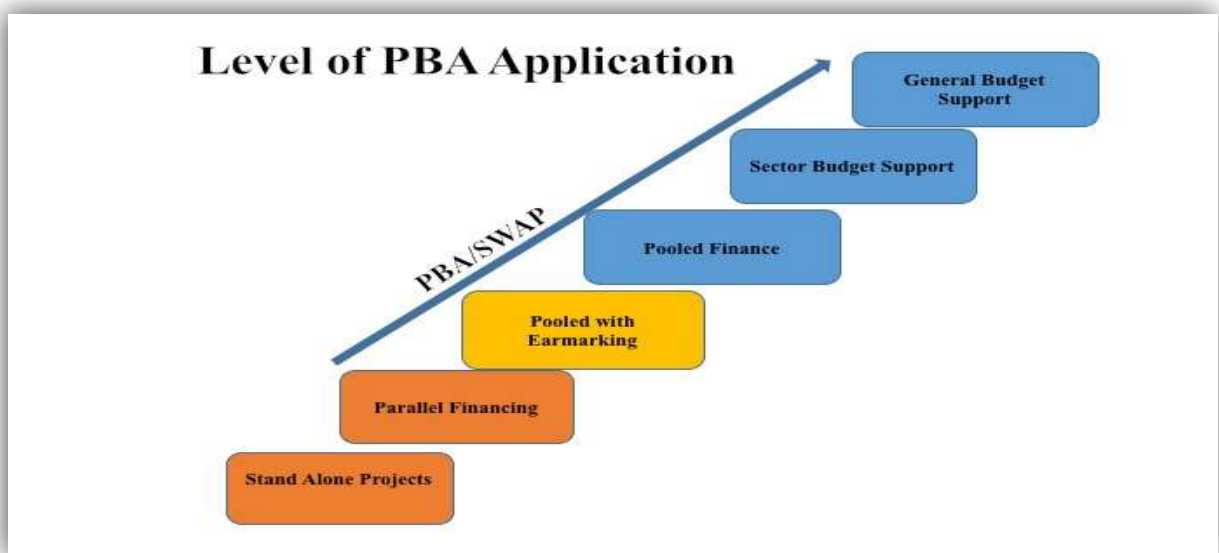 Level of PBA Application
General Budget
Support
Sector Budget Support
PBA/SWAP
Pooled Finance
Pooled with
Earmarking
Parallel Financing
Stand Alone Projects